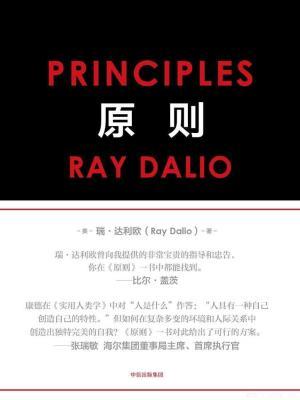 PRINCIPLES
原则
RAY DALIO
-美- 瑞·达利欧（Ray Dalio）-著-
瑞·达利欧曾向我提供的非常宝贵的指导和忠告，
你在《原则》一书中都能找到。
——比尔·盖茨
康德在《实用人类学》中对“人是什么”作答：“人具有一种自己
创造自己的特性。”但如何在复杂多变的环境和人际关系中
创造出独特完美的自我？《原则》一书对此给出了可行的方案。
——张瑞敏 海尔集团董事局主席、首席执行官
中信出版集团